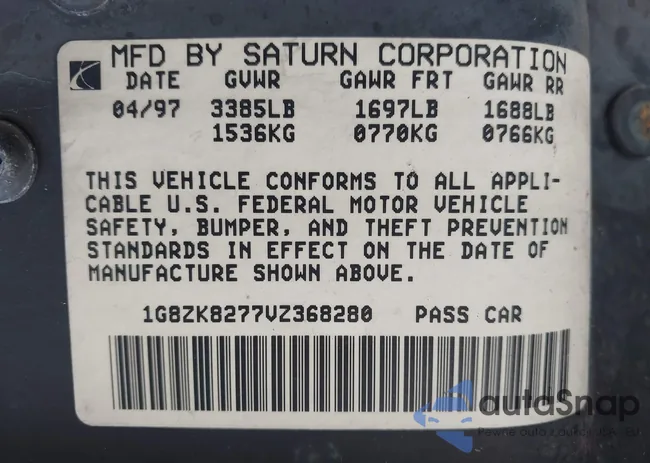 MFD BY SATURN CORPORATION
DATE GVWR GAWR FRT GAWR RR
04/97 3385LB 1697LB 1688LB
1536KG 0770KG 0766KG
THIS VEHICLE CONFORMS TO ALL APPLI-
CABLE U.S. FEDERAL MOTOR VEHICLE
SAFETY, BUMPER, AND THEFT PREVENTION
STANDARDS IN EFFECT ON THE DATE OF
MANUFACTURE SHOWN ABOVE.
1G8ZK8277VZ368280 PASS CAR
autoSnap
Pewne auta z